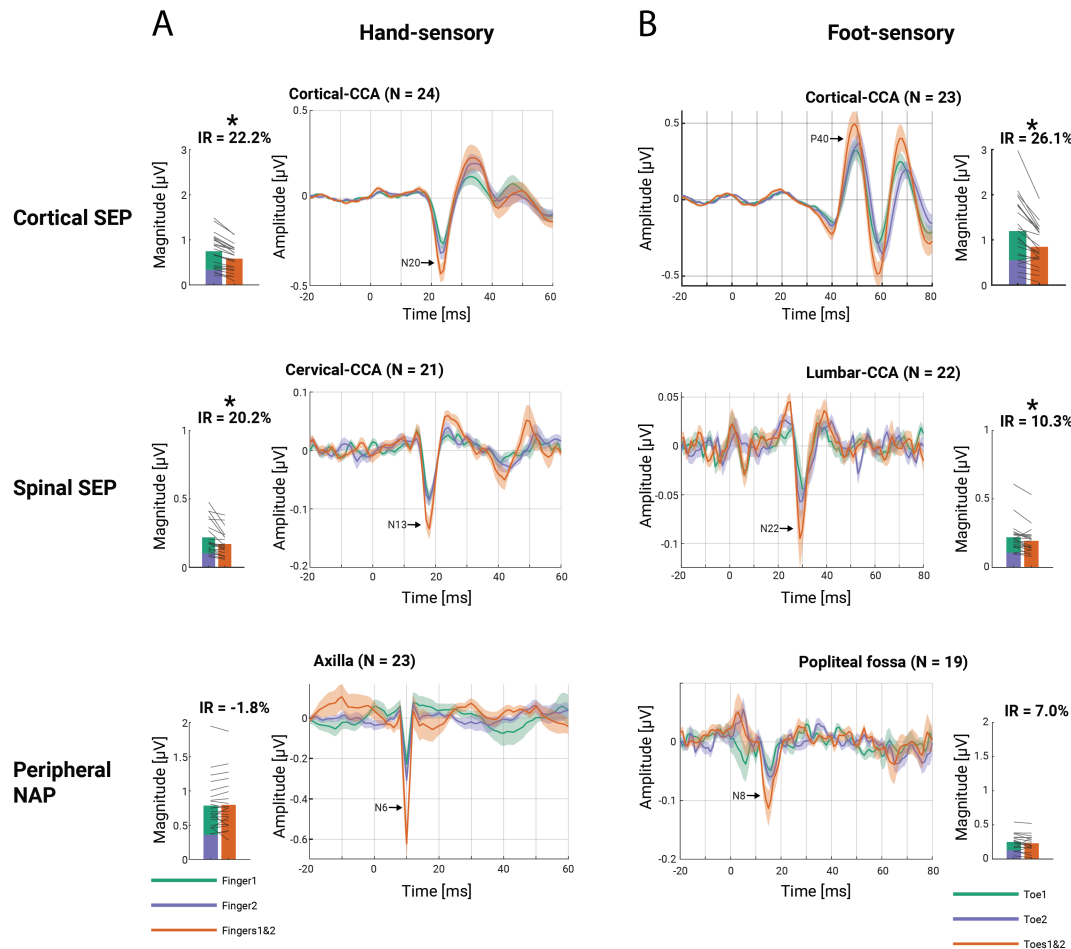 A
Hand-sensory
B
Foot-sensory
Cortical SEP
Cortical-CCA (N = 24)
*
IR = 22.2%
Magnitude [µV]
3
2
1
0
Amplitude [µV]
0.5
0
-0.5
N20
-20
0
20
40
60
Time [ms]
Cortical-CCA (N = 23)
Amplitude [µV]
0.5
0
-0.5
P40
-20
0
20
40
60
80
Time [ms]
*
IR = 26.1%
Magnitude [µV]
3
2
1
0
Spinal SEP
Cervical-CCA (N = 21)
*
IR = 20.2%
Magnitude [µV]
1
0.5
0
Amplitude [µV]
0.1
0
-0.1
-0.2
N13
-20
0
20
40
60
Time [ms]
Lumbar-CCA (N = 22)
Amplitude [µV]
0.05
0
-0.05
-0.1
N22
-20
0
20
40
60
80
Time [ms]
*
IR = 10.3%
Magnitude [µV]
1
0.5
0
Peripheral
NAP
Axilla (N = 23)
IR = -1.8%
Magnitude [µV]
2
1.5
1
0.5
0
Amplitude [µV]
0
-0.2
-0.4
-0.6
N6
-20
0
20
40
60
Time [ms]
Popliteal fossa (N = 19)
Amplitude [µV]
0
-0.1
-0.2
N8
-20
0
20
40
60
80
Time [ms]
IR = 7.0%
Magnitude [µV]
2
1.5
1
0.5
0
Finger1
Finger2
Fingers1&2
Toe1
Toe2
Toes1&2